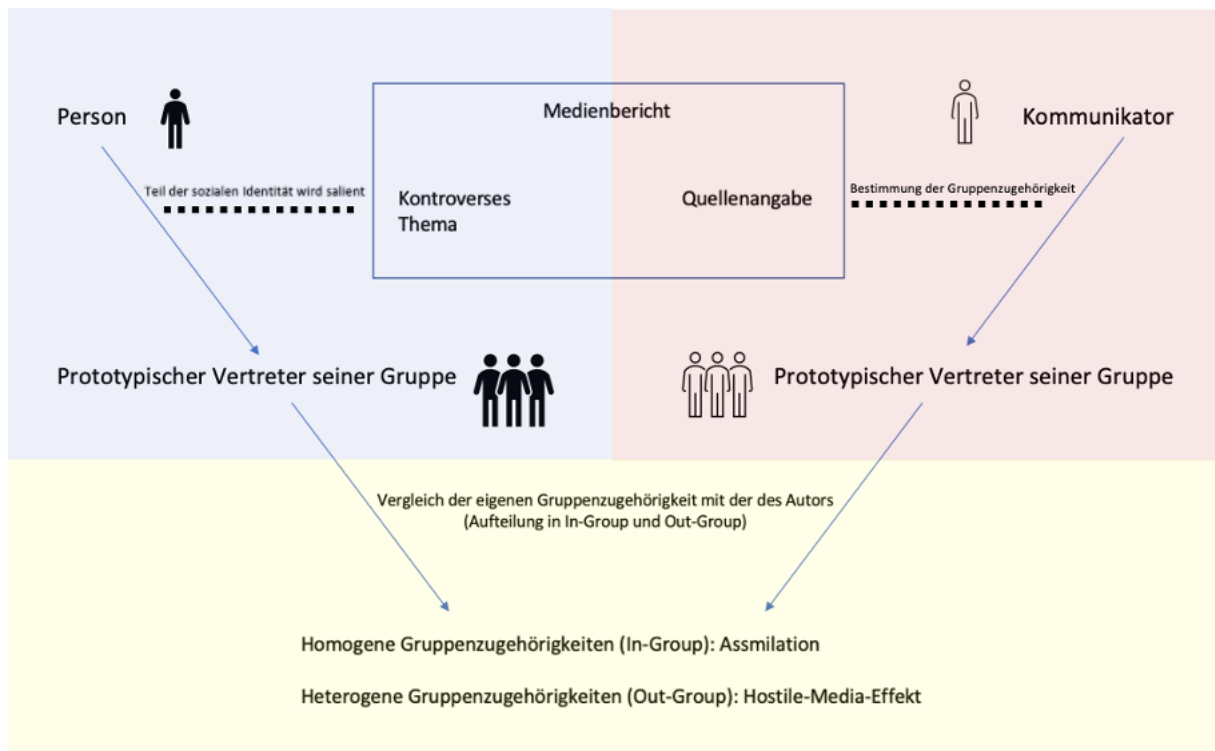 Medienbericht
Person
Kommunikator
Teil der sozialen Identität wird salient
Kontroverses
Thema
Quellenangabe
Bestimmung der Gruppenzugehörigkeit
Prototypischer Vertreter seiner Gruppe
Prototypischer Vertreter seiner Gruppe
Vergleich der eigenen Gruppenzugehörigkeit mit der des Autors
(Aufteilung in In-Group und Out-Group)
Homogene Gruppenzugehörigkeiten (In-Group): Assmilation
Heterogene Gruppenzugehörigkeiten (Out-Group): Hostile-Media-Effekt